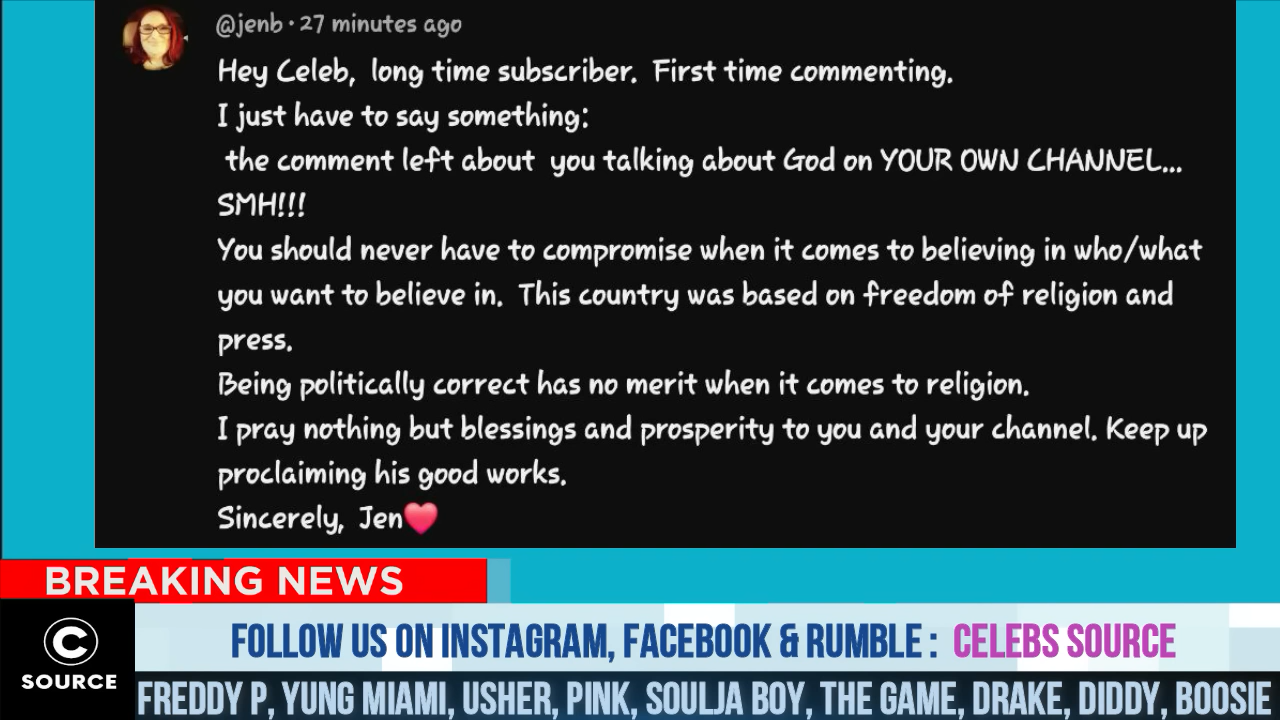 @jenb · 27 minutes ago
Hey Celeb, long time subscriber. First time commenting.
I just have to say something:
the comment left about you talking about God on YOUR OWN CHANNEL...
SMH!!!
You should never have to compromise when it comes to believing in who/what
you want to believe in. This country was based on freedom of religion and
press.
Being politically correct has no merit when it comes to religion.
I pray nothing but blessings and prosperity to you and your channel. Keep up
proclaiming his good works.
Sincerely, Jen❤️
BREAKING NEWS
C
SOURCE
FOLLOW US ON INSTAGRAM, FACEBOOK & RUMBLE : CELEBS SOURCE
FREDDY P, YUNG MIAMI, USHER, PINK, SOULJA BOY, THE GAME, DRAKE, DIDDY, BOOSIE